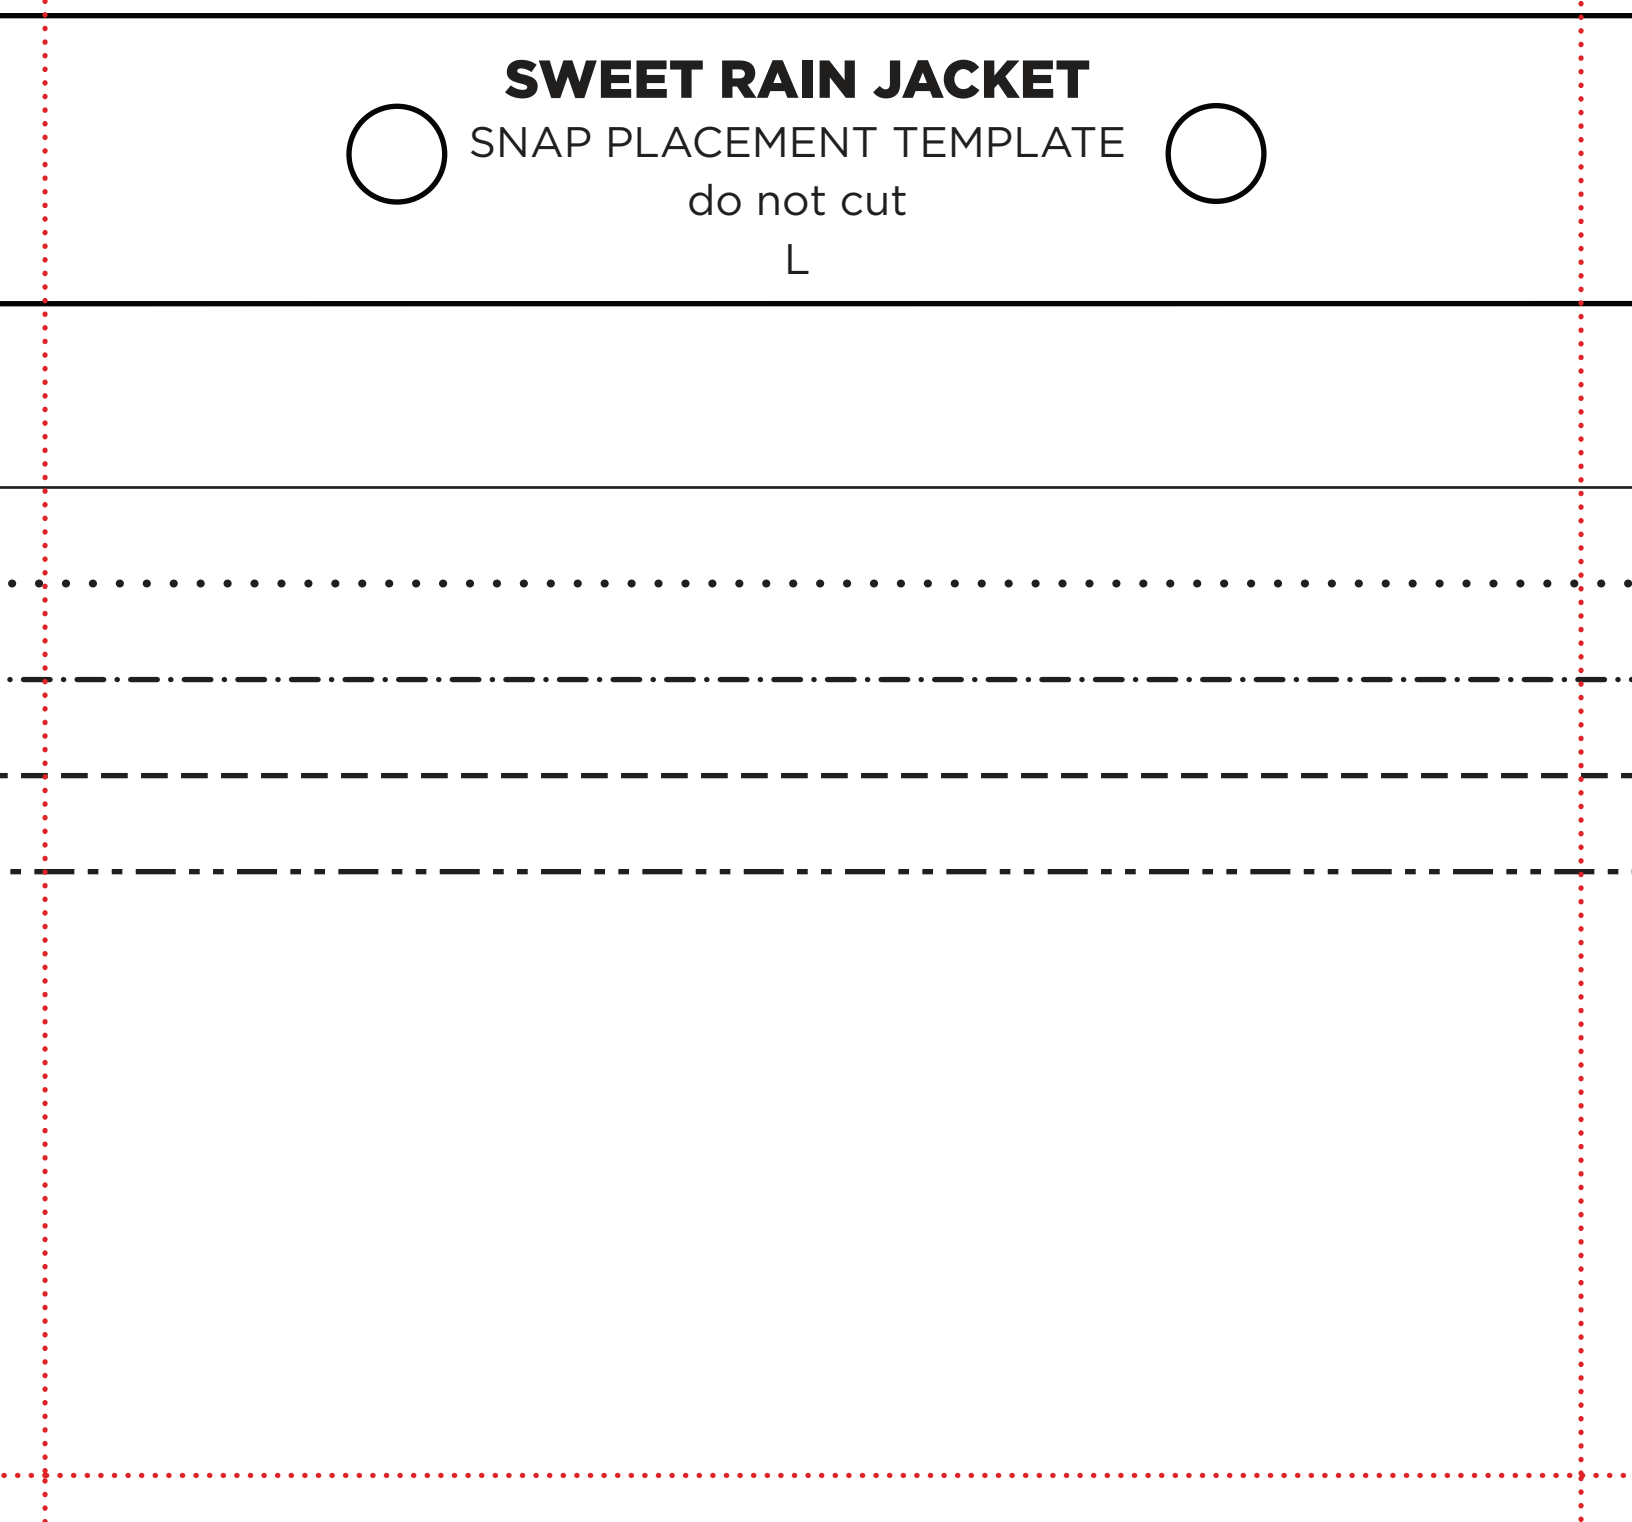 SWEET RAIN JACKET
SNAP PLACEMENT TEMPLATE
do not cut
L